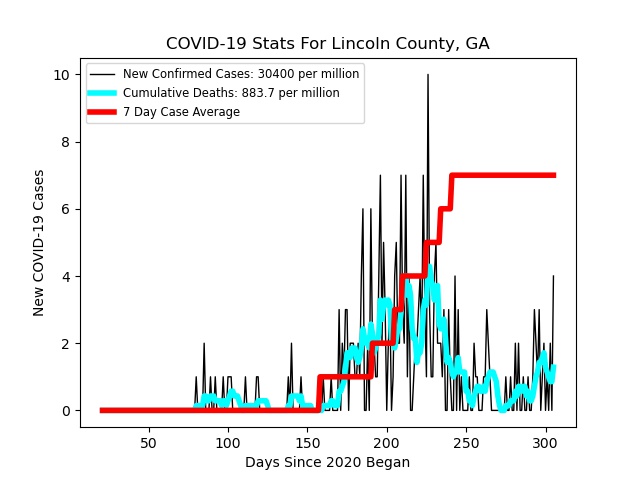 COVID-19 Stats For Lincoln County, GA
New Confirmed Cases: 30400 per million
Cumulative Deaths: 883.7 per million
7 Day Case Average
New COVID-19 Cases
10
8
6
4
2
0
50 100 150 200 250 300
Days Since 2020 Began